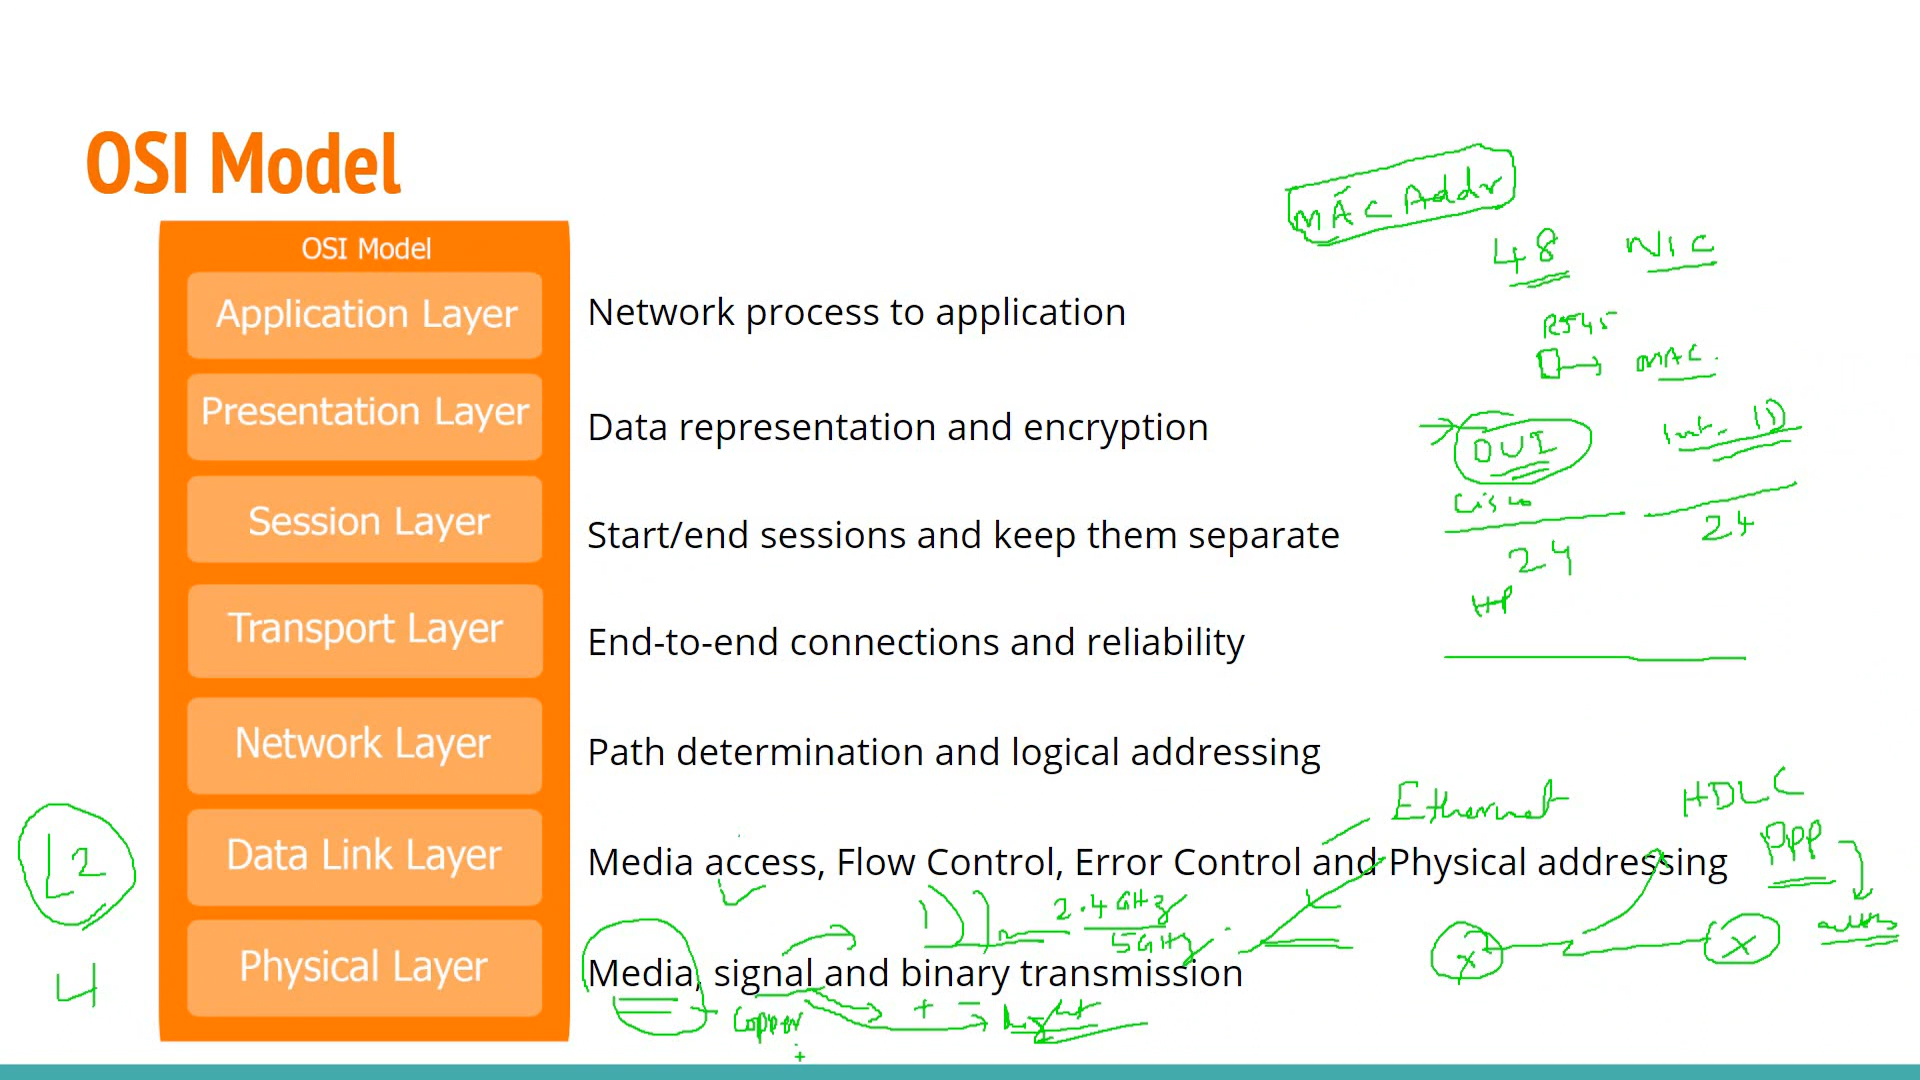 OSI Model
MAC Addr
48 NIC
OSI Model
Application Layer Network process to application
RJ45
MAC.
Presentation Layer Data representation and encryption
OUI Int. ID
Cisco
24 24
Session Layer Start/end sessions and keep them separate
HP
Transport Layer End-to-end connections and reliability
Network Layer Path determination and logical addressing
Ethernet HDLC
PPP
L2 Data Link Layer Media access, Flow Control, Error Control and Physical addressing
2.4 GHz
5GHz
X X
Physical Layer Media, signal and binary transmission
Copper + - Light
+